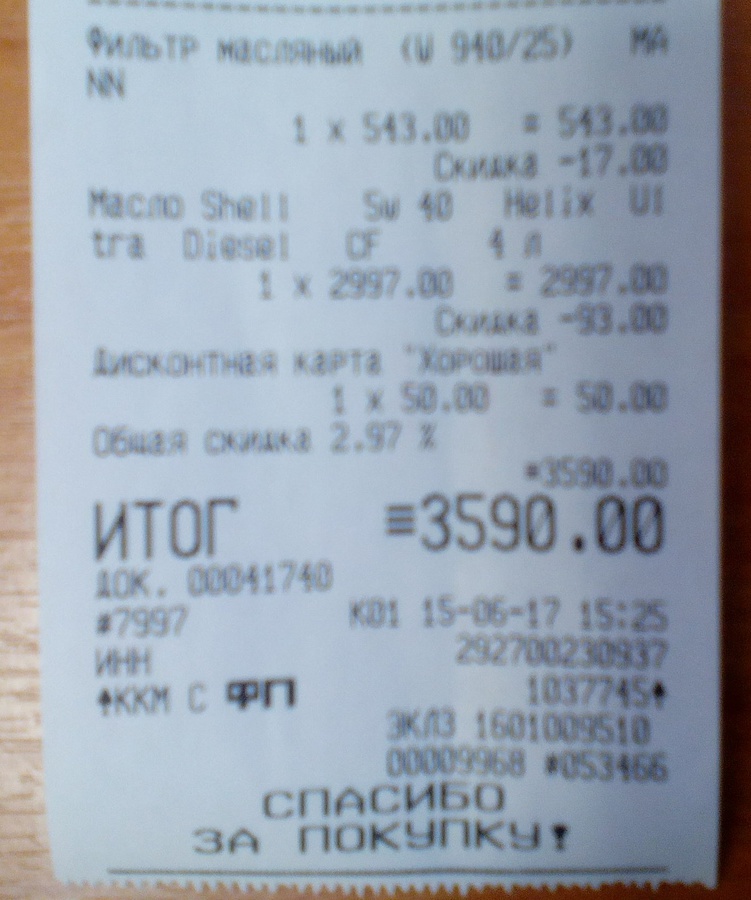 Фильтр масляный (W 940/25) MA
NN
1 x 543.00 = 543.00
Скидка -17.00
Масло Shell 5w 40 Helix Ul
tra Diesel CF 4 л
1 x 2997.00 = 2997.00
Скидка -93.00
Дисконтная карта "Хорошая"
1 x 50.00 = 50.00
Общая скидка 2.97 %
*3590.00
ИТОГ ≡3590.00
ДОК. 00041740
#7997 К01 15-06-17 15:25
ИНН 292700230937
ККМ С ФП 1037745
ЭКЛЗ 1601009510
00009968 #053466
СПАСИБО
ЗА ПОКУПКУ!